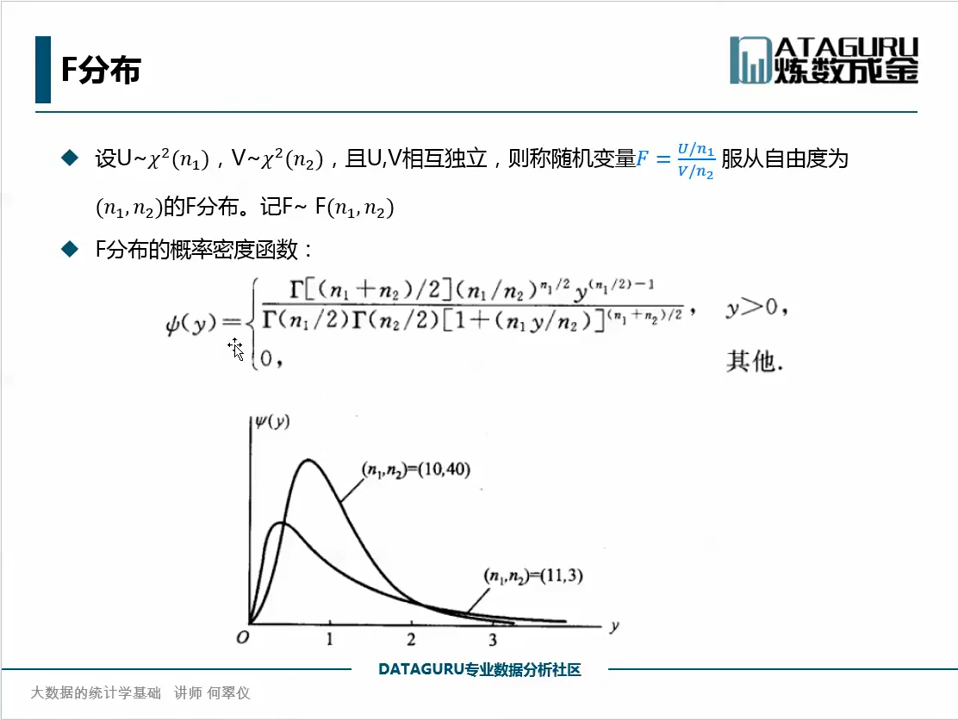 F分布
DATAGURU
炼数成金
◆ 设U~χ²(n₁)，V~χ²(n₂)，且U,V相互独立，则称随机变量F = (U/n₁)/(V/n₂) 服从自由度为
(n₁, n₂)的F分布。记F~ F(n₁, n₂)
◆ F分布的概率密度函数：
Γ[(n₁+n₂)/2](n₁/n₂)^(n₁/2) y^((n₁/2)-1)
ψ(y)= Γ(n₁/2)Γ(n₂/2)[1+(n₁y/n₂)]^((n₁+n₂)/2) , y>0,
0, 其他.
ψ(y)
(n₁,n₂)=(10,40)
(n₁,n₂)=(11,3)
O 1 2 3 y
DATAGURU专业数据分析社区
大数据的统计学基础 讲师 何翠仪